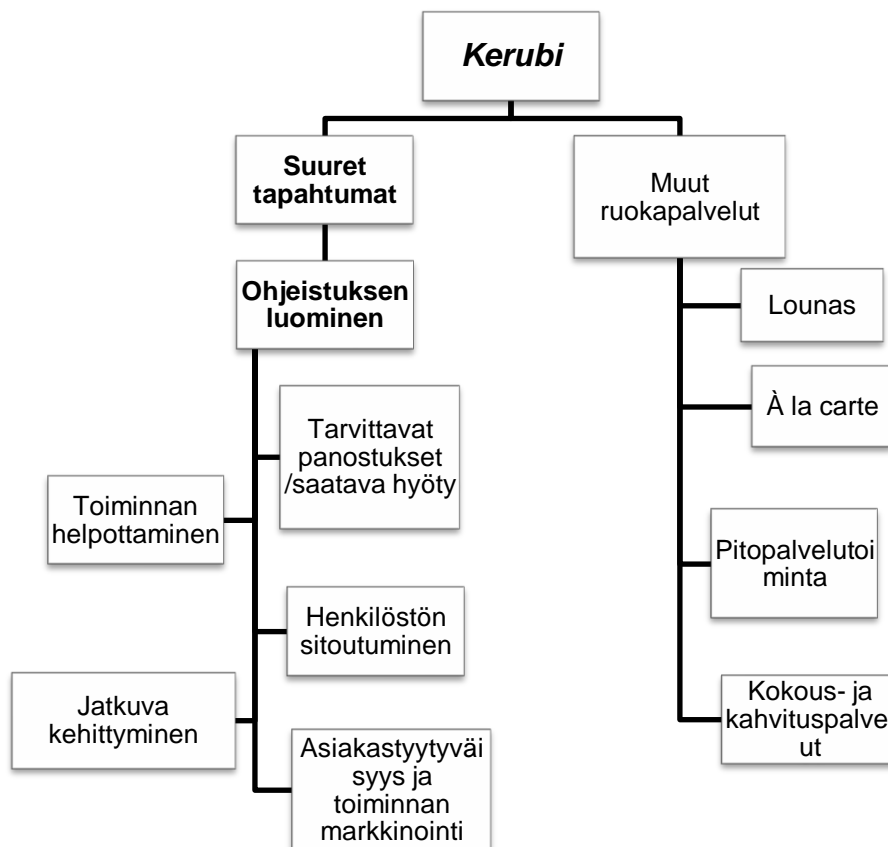 Kerubi
Suuret
tapahtumat
Muut
ruokapalvelut
Ohjeistuksen
luominen
Lounas
À la carte
Tarvittavat
panostukset
/saatava hyöty
Toiminnan
helpottaminen
Pitopalvelutoi
minta
Henkilöstön
sitoutuminen
Jatkuva
kehittyminen
Kokous- ja
kahvituspalve
ut
Asiakastyytyväi
syys ja
toiminnan
markkinointi